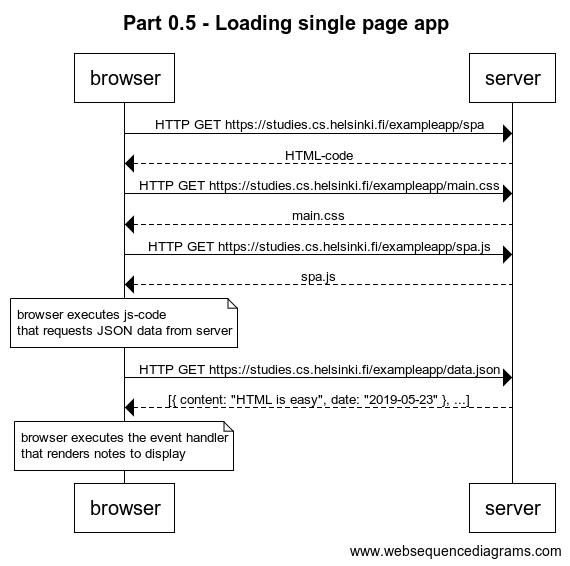 Part 0.5 - Loading single page app
browser
server
HTTP GET https://studies.cs.helsinki.fi/exampleapp/spa
HTML-code
HTTP GET https://studies.cs.helsinki.fi/exampleapp/main.css
main.css
HTTP GET https://studies.cs.helsinki.fi/exampleapp/spa.js
spa.js
browser executes js-code
that requests JSON data from server
HTTP GET https://studies.cs.helsinki.fi/exampleapp/data.json
[{ content: "HTML is easy", date: "2019-05-23" }, ...]
browser executes the event handler
that renders notes to display
browser
server
www.websequencediagrams.com